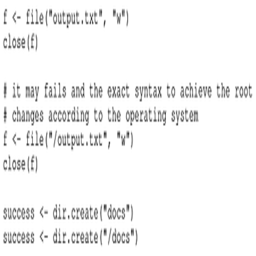 f <- file("output.txt", "w")
close(f)

# it may fails and the exact syntax to achieve the root
# changes according to the operating system
f <- file("/output.txt", "w")
close(f)

success <- dir.create("docs")
success <- dir.create("/docs")